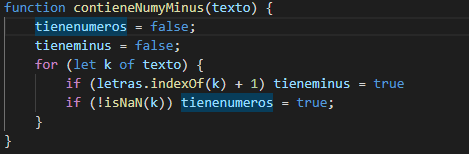 function contieneNumyMinus(texto) {
    tienenumeros = false;
    tieneminus = false;
    for (let k of texto) {
        if (letras.indexOf(k) + 1) tieneminus = true
        if (!isNaN(k)) tienenumeros = true;
    }
}